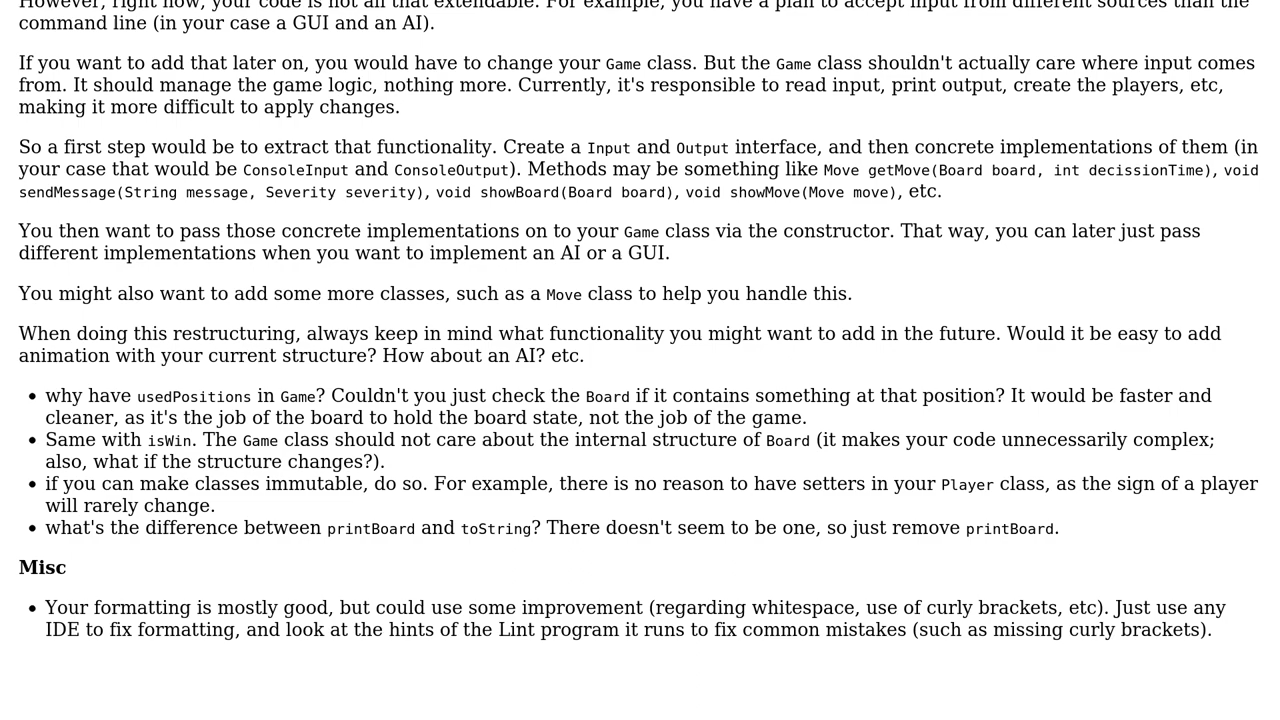 However, right now, your code is not all that extendable. For example, you have a plan to accept input from different sources than the
command line (in your case a GUI and an AI).
If you want to add that later on, you would have to change your Game class. But the Game class shouldn't actually care where input comes
from. It should manage the game logic, nothing more. Currently, it's responsible to read input, print output, create the players, etc,
making it more difficult to apply changes.
So a first step would be to extract that functionality. Create a Input and Output interface, and then concrete implementations of them (in
your case that would be ConsoleInput and ConsoleOutput). Methods may be something like Move getMove(Board board, int decissionTime), void
sendMessage(String message, Severity severity), void showBoard(Board board), void showMove(Move move), etc.
You then want to pass those concrete implementations on to your Game class via the constructor. That way, you can later just pass
different implementations when you want to implement an AI or a GUI.
You might also want to add some more classes, such as a Move class to help you handle this.
When doing this restructuring, always keep in mind what functionality you might want to add in the future. Would it be easy to add
animation with your current structure? How about an AI? etc.
• why have usedPositions in Game? Couldn't you just check the Board if it contains something at that position? It would be faster and
cleaner, as it's the job of the board to hold the board state, not the job of the game.
• Same with isWin. The Game class should not care about the internal structure of Board (it makes your code unnecessarily complex;
also, what if the structure changes?).
• if you can make classes immutable, do so. For example, there is no reason to have setters in your Player class, as the sign of a player
will rarely change.
• what's the difference between printBoard and toString? There doesn't seem to be one, so just remove printBoard.
Misc
• Your formatting is mostly good, but could use some improvement (regarding whitespace, use of curly brackets, etc). Just use any
IDE to fix formatting, and look at the hints of the Lint program it runs to fix common mistakes (such as missing curly brackets).